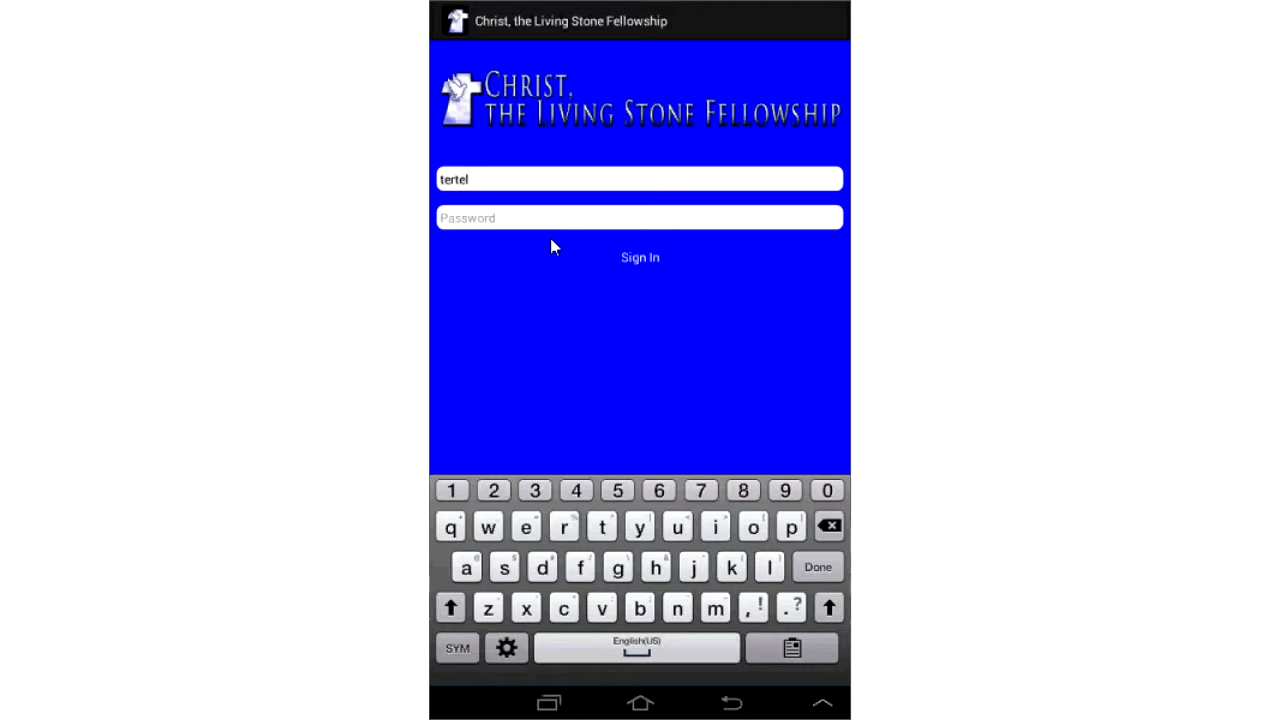 Christ, the Living Stone Fellowship
CHRIST,
THE LIVING STONE FELLOWSHIP
tertel
Password
Sign In
1 2 3 4 5 6 7 8 9 0
q w e r t y u i o p
a s d f g h j k l Done
z x c v b n m , ! . ?
SYM English(US)